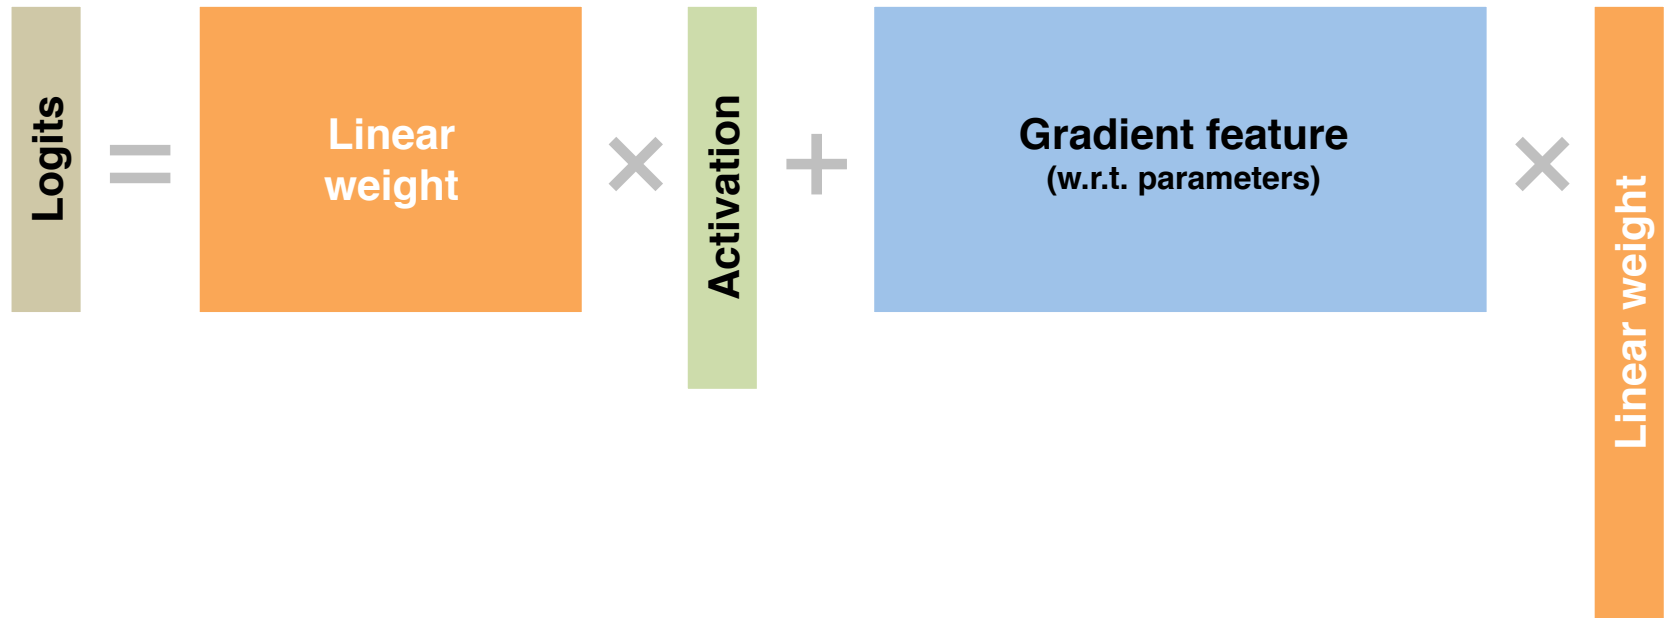 Logits
=
Linear
weight
×
Activation
+
Gradient feature
(w.r.t. parameters)
×
Linear weight